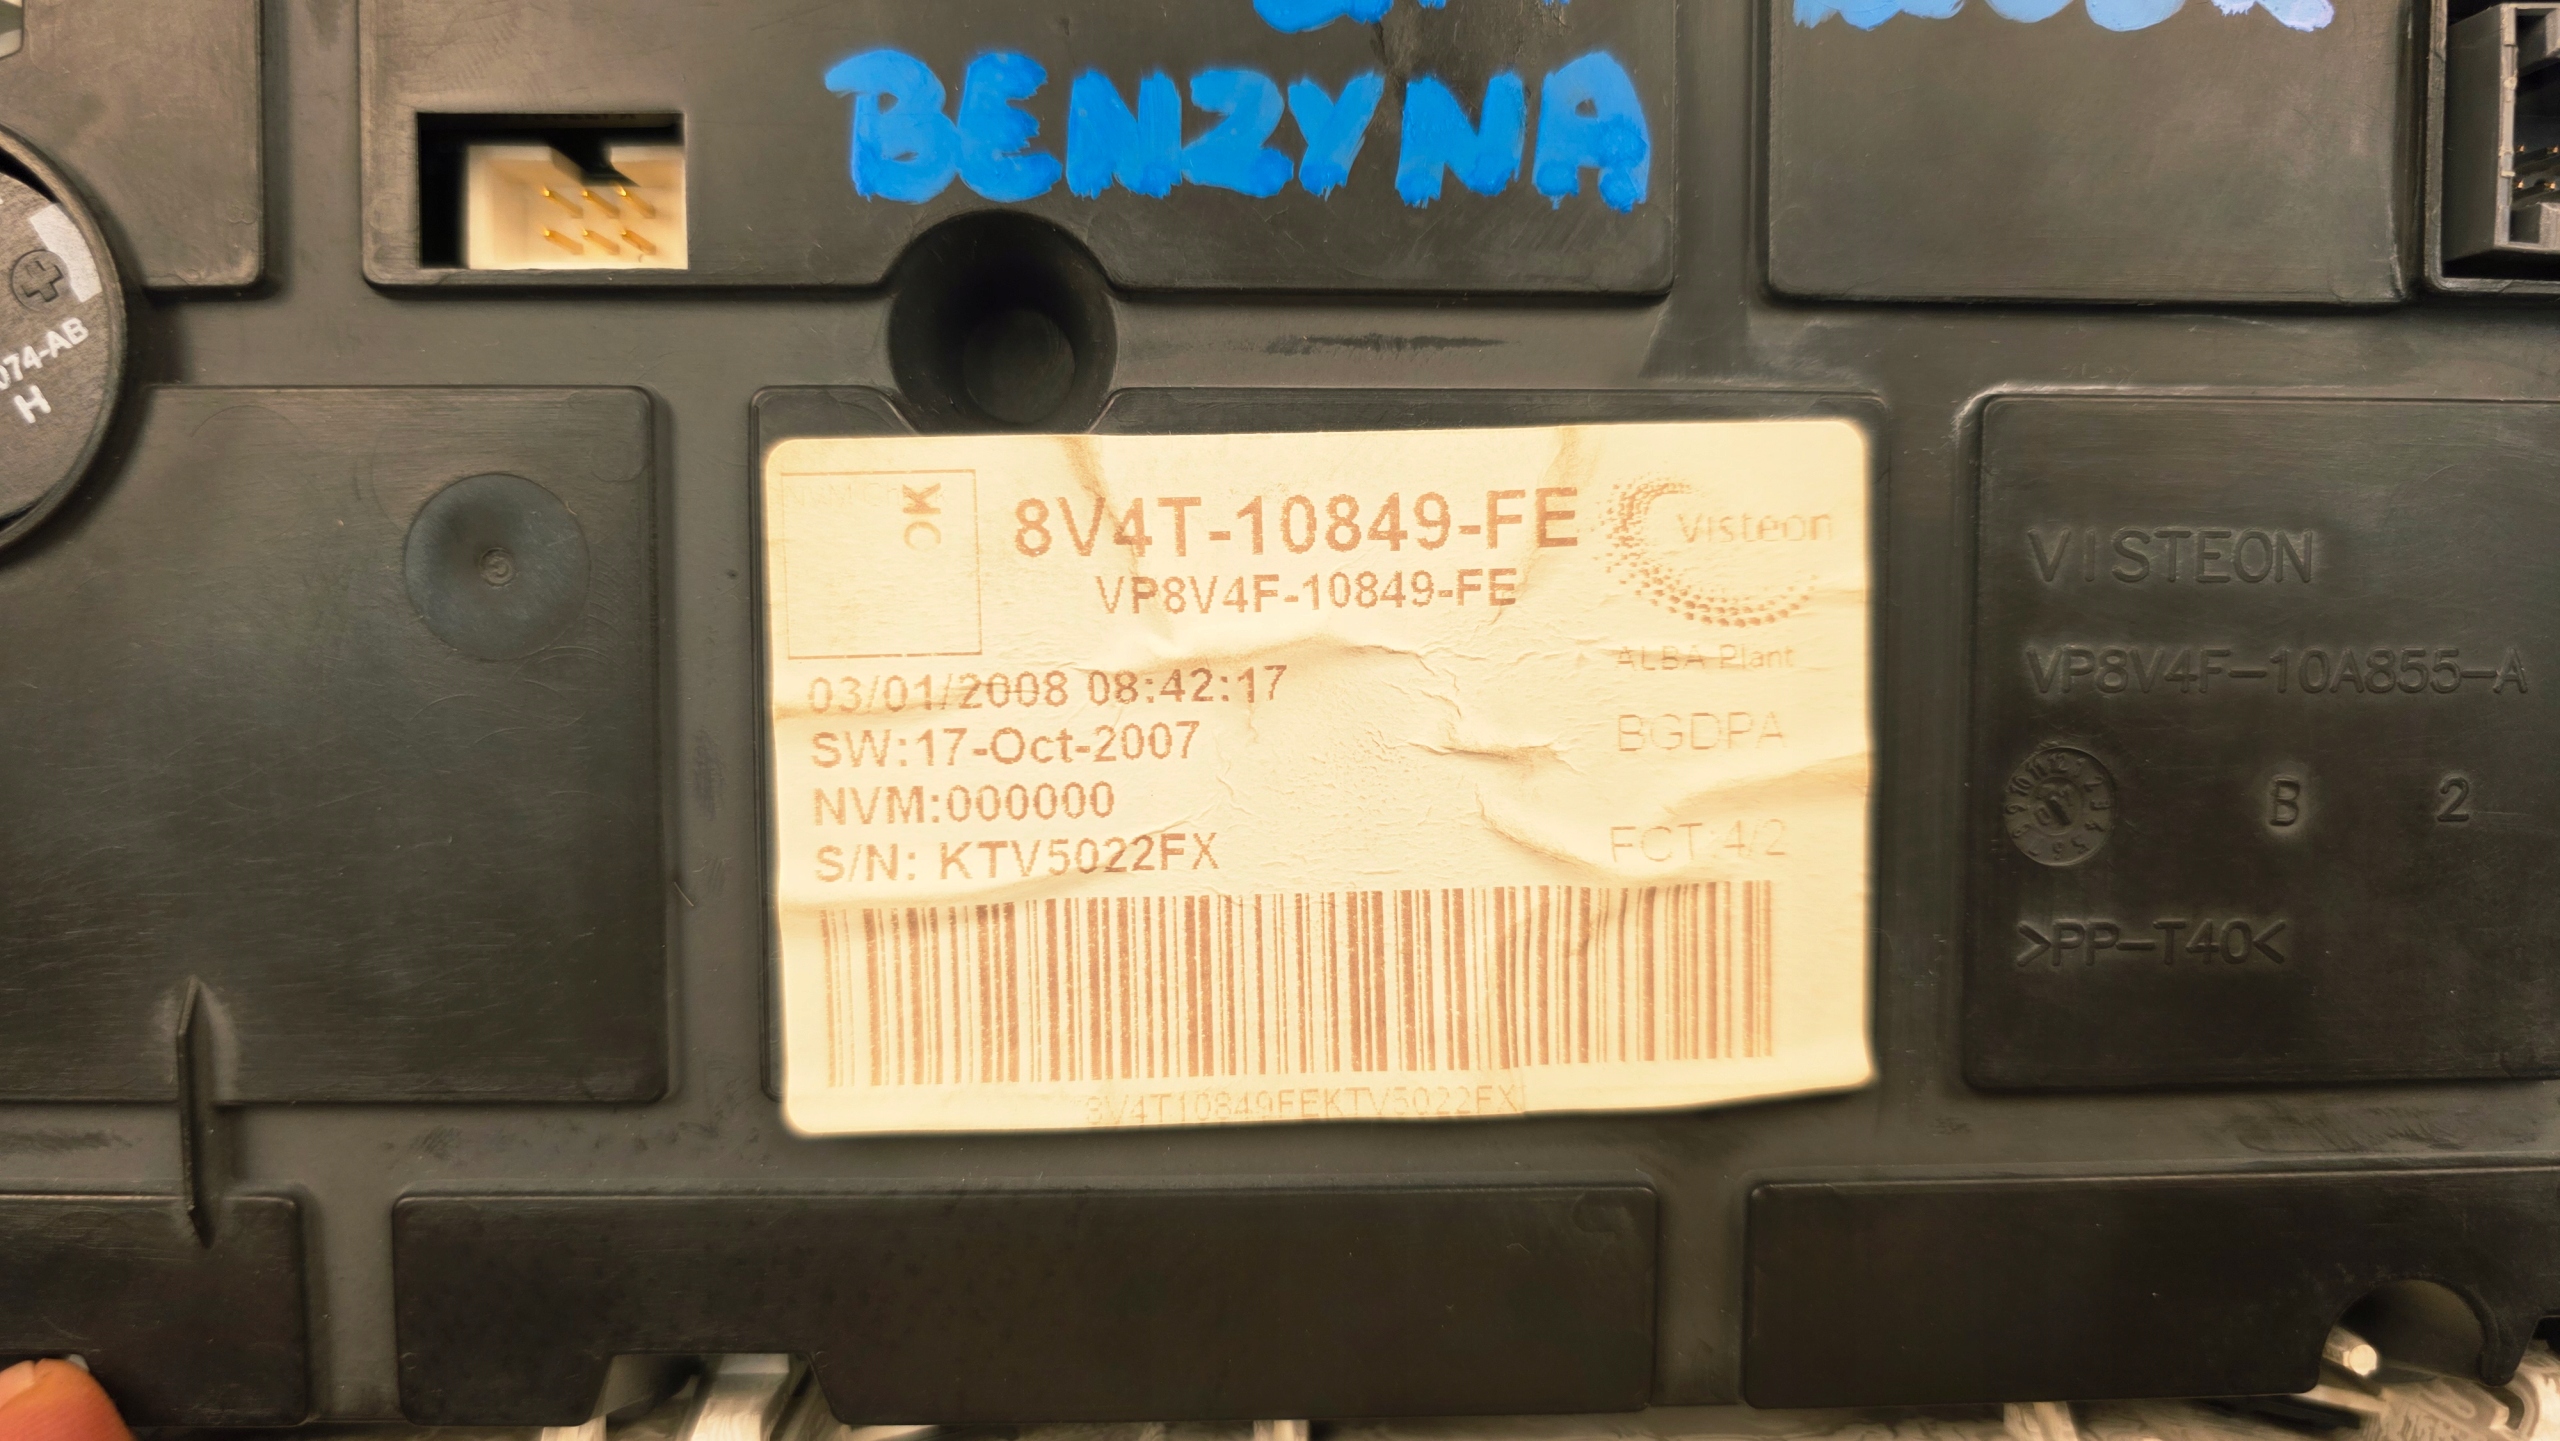 BENZYNA
074-AB
H
OK
8V4T-10849-FE
VP8V4F-10849-FE
Visteon
ALBA Plant
03/01/2008 08:42:17
SW:17-Oct-2007
NVM:000000
S/N: KTV5022FX
BGDPA
FCT:4/2
8V4T10849FEKTV5022FX
VISTEON
VP8V4F-10A855-A
B 2
>PP-T40<